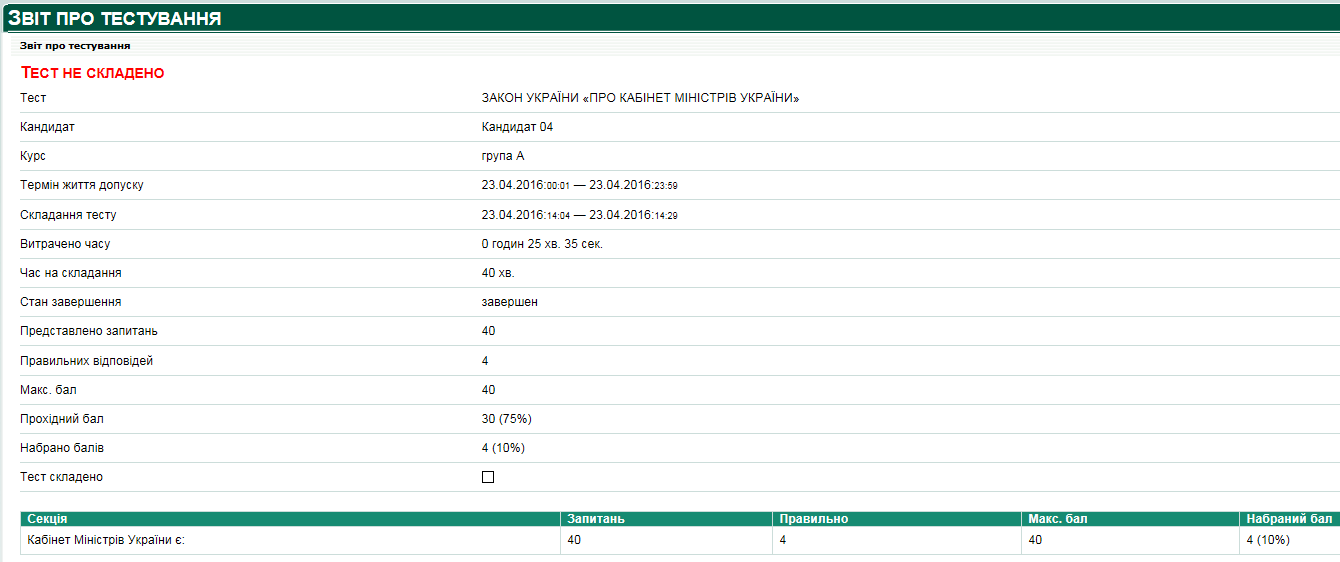 ЗВІТ ПРО ТЕСТУВАННЯ
Звіт про тестування
ТЕСТ НЕ СКЛАДЕНО
Тест ЗАКОН УКРАЇНИ «ПРО КАБІНЕТ МІНІСТРІВ УКРАЇНИ»
Кандидат Кандидат 04
Курс група А
Термін життя допуску 23.04.2016:00:01 — 23.04.2016:23:59
Складання тесту 23.04.2016:14:04 — 23.04.2016:14:29
Витрачено часу 0 годин 25 хв. 35 сек.
Час на складання 40 хв.
Стан завершення завершен
Представлено запитань 40
Правильних відповідей 4
Макс. бал 40
Прохідний бал 30 (75%)
Набрано балів 4 (10%)
Тест складено
Секція Запитань Правильно Макс. бал Набраний бал
Кабінет Міністрів України є: 40 4 40 4 (10%)